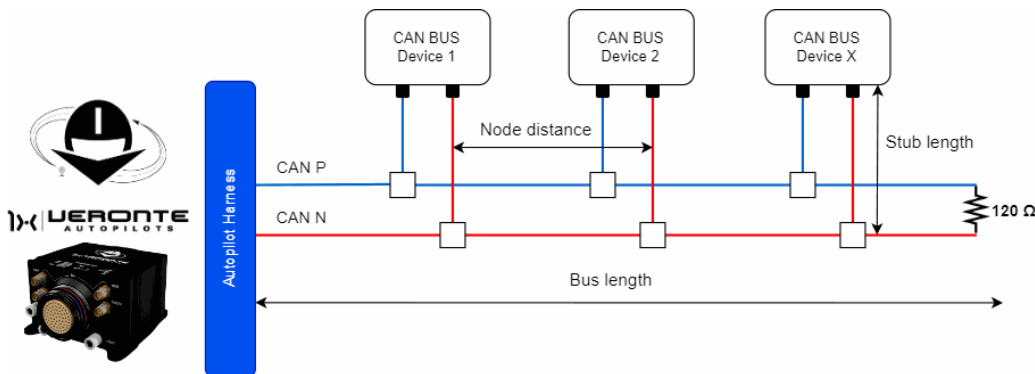 CAN BUS
Device 1
CAN BUS
Device 2
CAN BUS
Device X
Node distance
Stub length
CAN P
CAN N
120 Ω
Autopilot Harness
Bus length
VERONTE
AUTOPILOTS